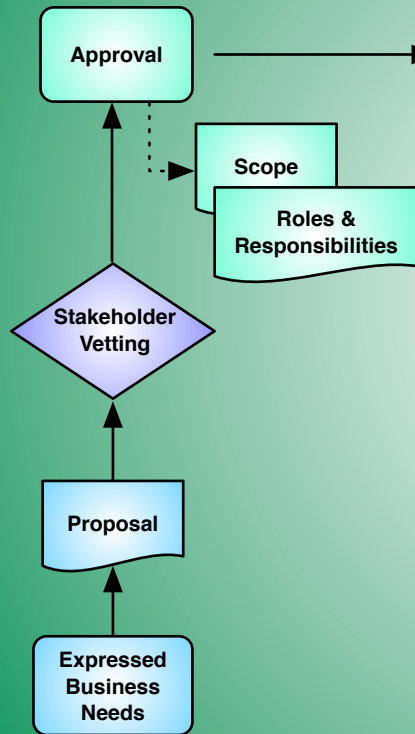 Approval
Scope
Roles &
Responsibilities
Stakeholder
Vetting
Proposal
Expressed
Business
Needs